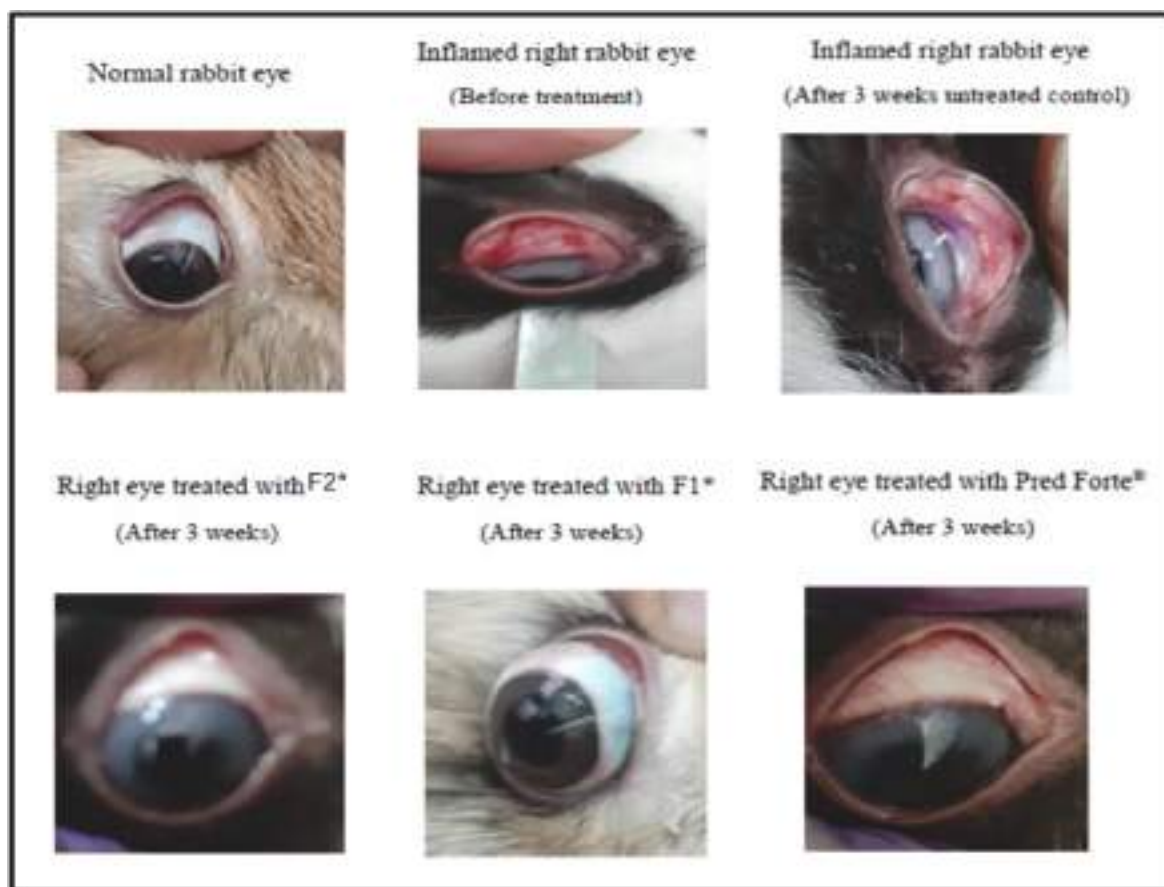 Normal rabbit eye
Inflamed right rabbit eye
(Before treatment)
Inflamed right rabbit eye
(After 3 weeks untreated control)
Right eye treated with F2*
(After 3 weeks)
Right eye treated with F1*
(After 3 weeks)
Right eye treated with Pred Forte®
(After 3 weeks)